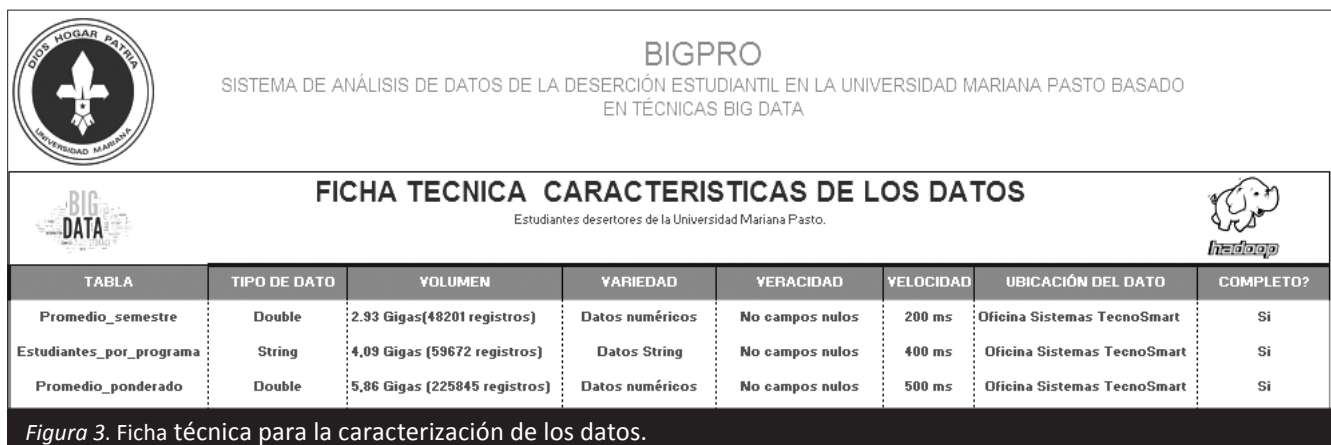 DIOS HOGAR PATRIA
UNIVERSIDAD MARIANA
BIGPRO
SISTEMA DE ANÁLISIS DE DATOS DE LA DESERCIÓN ESTUDIANTIL EN LA UNIVERSIDAD MARIANA PASTO BASADO
EN TÉCNICAS BIG DATA
BIG
DATA
FICHA TECNICA CARACTERISTICAS DE LOS DATOS
Estudiantes desertores de la Universidad Mariana Pasto.
hadoop
TABLA TIPO DE DATO VOLUMEN VARIEDAD VERACIDAD VELOCIDAD UBICACIÓN DEL DATO COMPLETO?
Promedio_semestre Double 2.93 Gigas(48201 registros) Datos numéricos No campos nulos 200 ms Oficina Sistemas TecnoSmart Si
Estudiantes_por_programa String 4,09 Gigas (59672 registros) Datos String No campos nulos 400 ms Oficina Sistemas TecnoSmart Si
Promedio_ponderado Double 5,86 Gigas (225845 registros) Datos numéricos No campos nulos 500 ms Oficina Sistemas TecnoSmart Si
Figura 3. Ficha técnica para la caracterización de los datos.